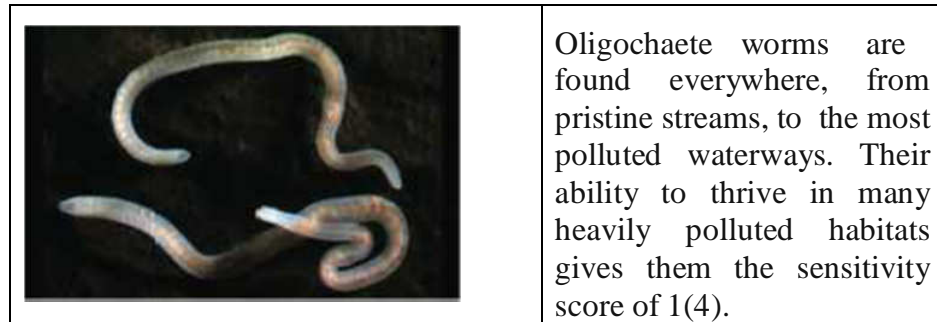 Oligochaete worms are
found everywhere, from
pristine streams, to the most
polluted waterways. Their
ability to thrive in many
heavily polluted habitats
gives them the sensitivity
score of 1(4).